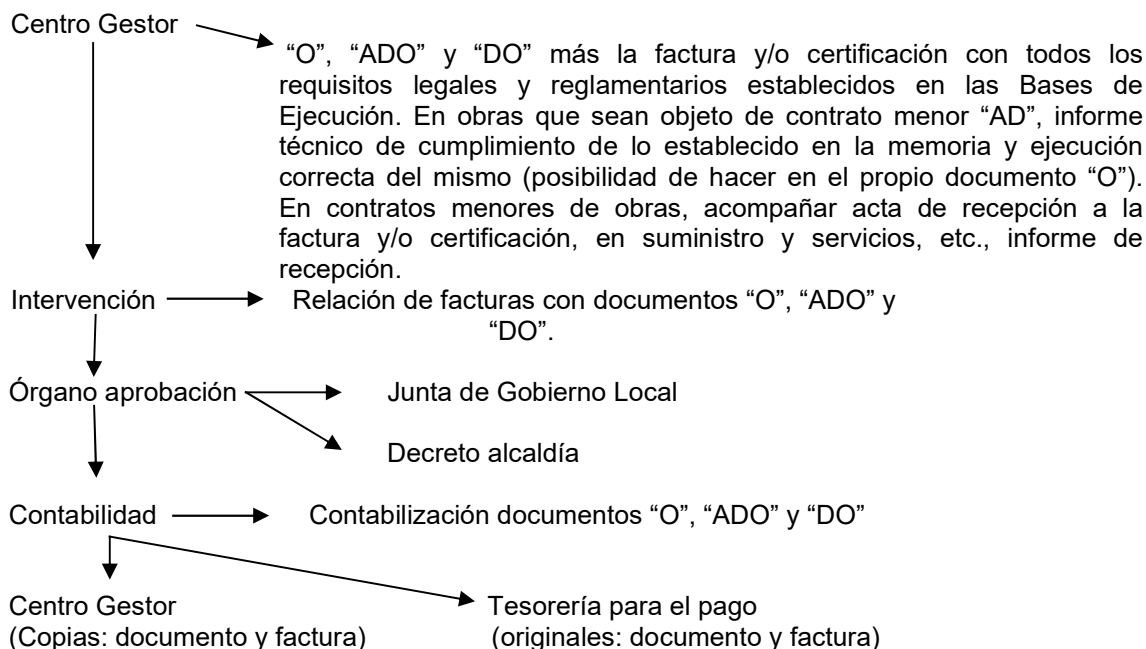 Centro Gestor
“O”, “ADO” y “DO” más la factura y/o certificación con todos los
requisitos legales y reglamentarios establecidos en las Bases de
Ejecución. En obras que sean objeto de contrato menor “AD”, informe
técnico de cumplimiento de lo establecido en la memoria y ejecución
correcta del mismo (posibilidad de hacer en el propio documento “O”).
En contratos menores de obras, acompañar acta de recepción a la
factura y/o certificación, en suministro y servicios, etc., informe de
recepción.
Intervención
Relación de facturas con documentos “O”, “ADO” y
“DO”.
Órgano aprobación
Junta de Gobierno Local
Decreto alcaldía
Contabilidad
Contabilización documentos “O”, “ADO” y “DO”
Centro Gestor
(Copias: documento y factura)
Tesorería para el pago
(originales: documento y factura)